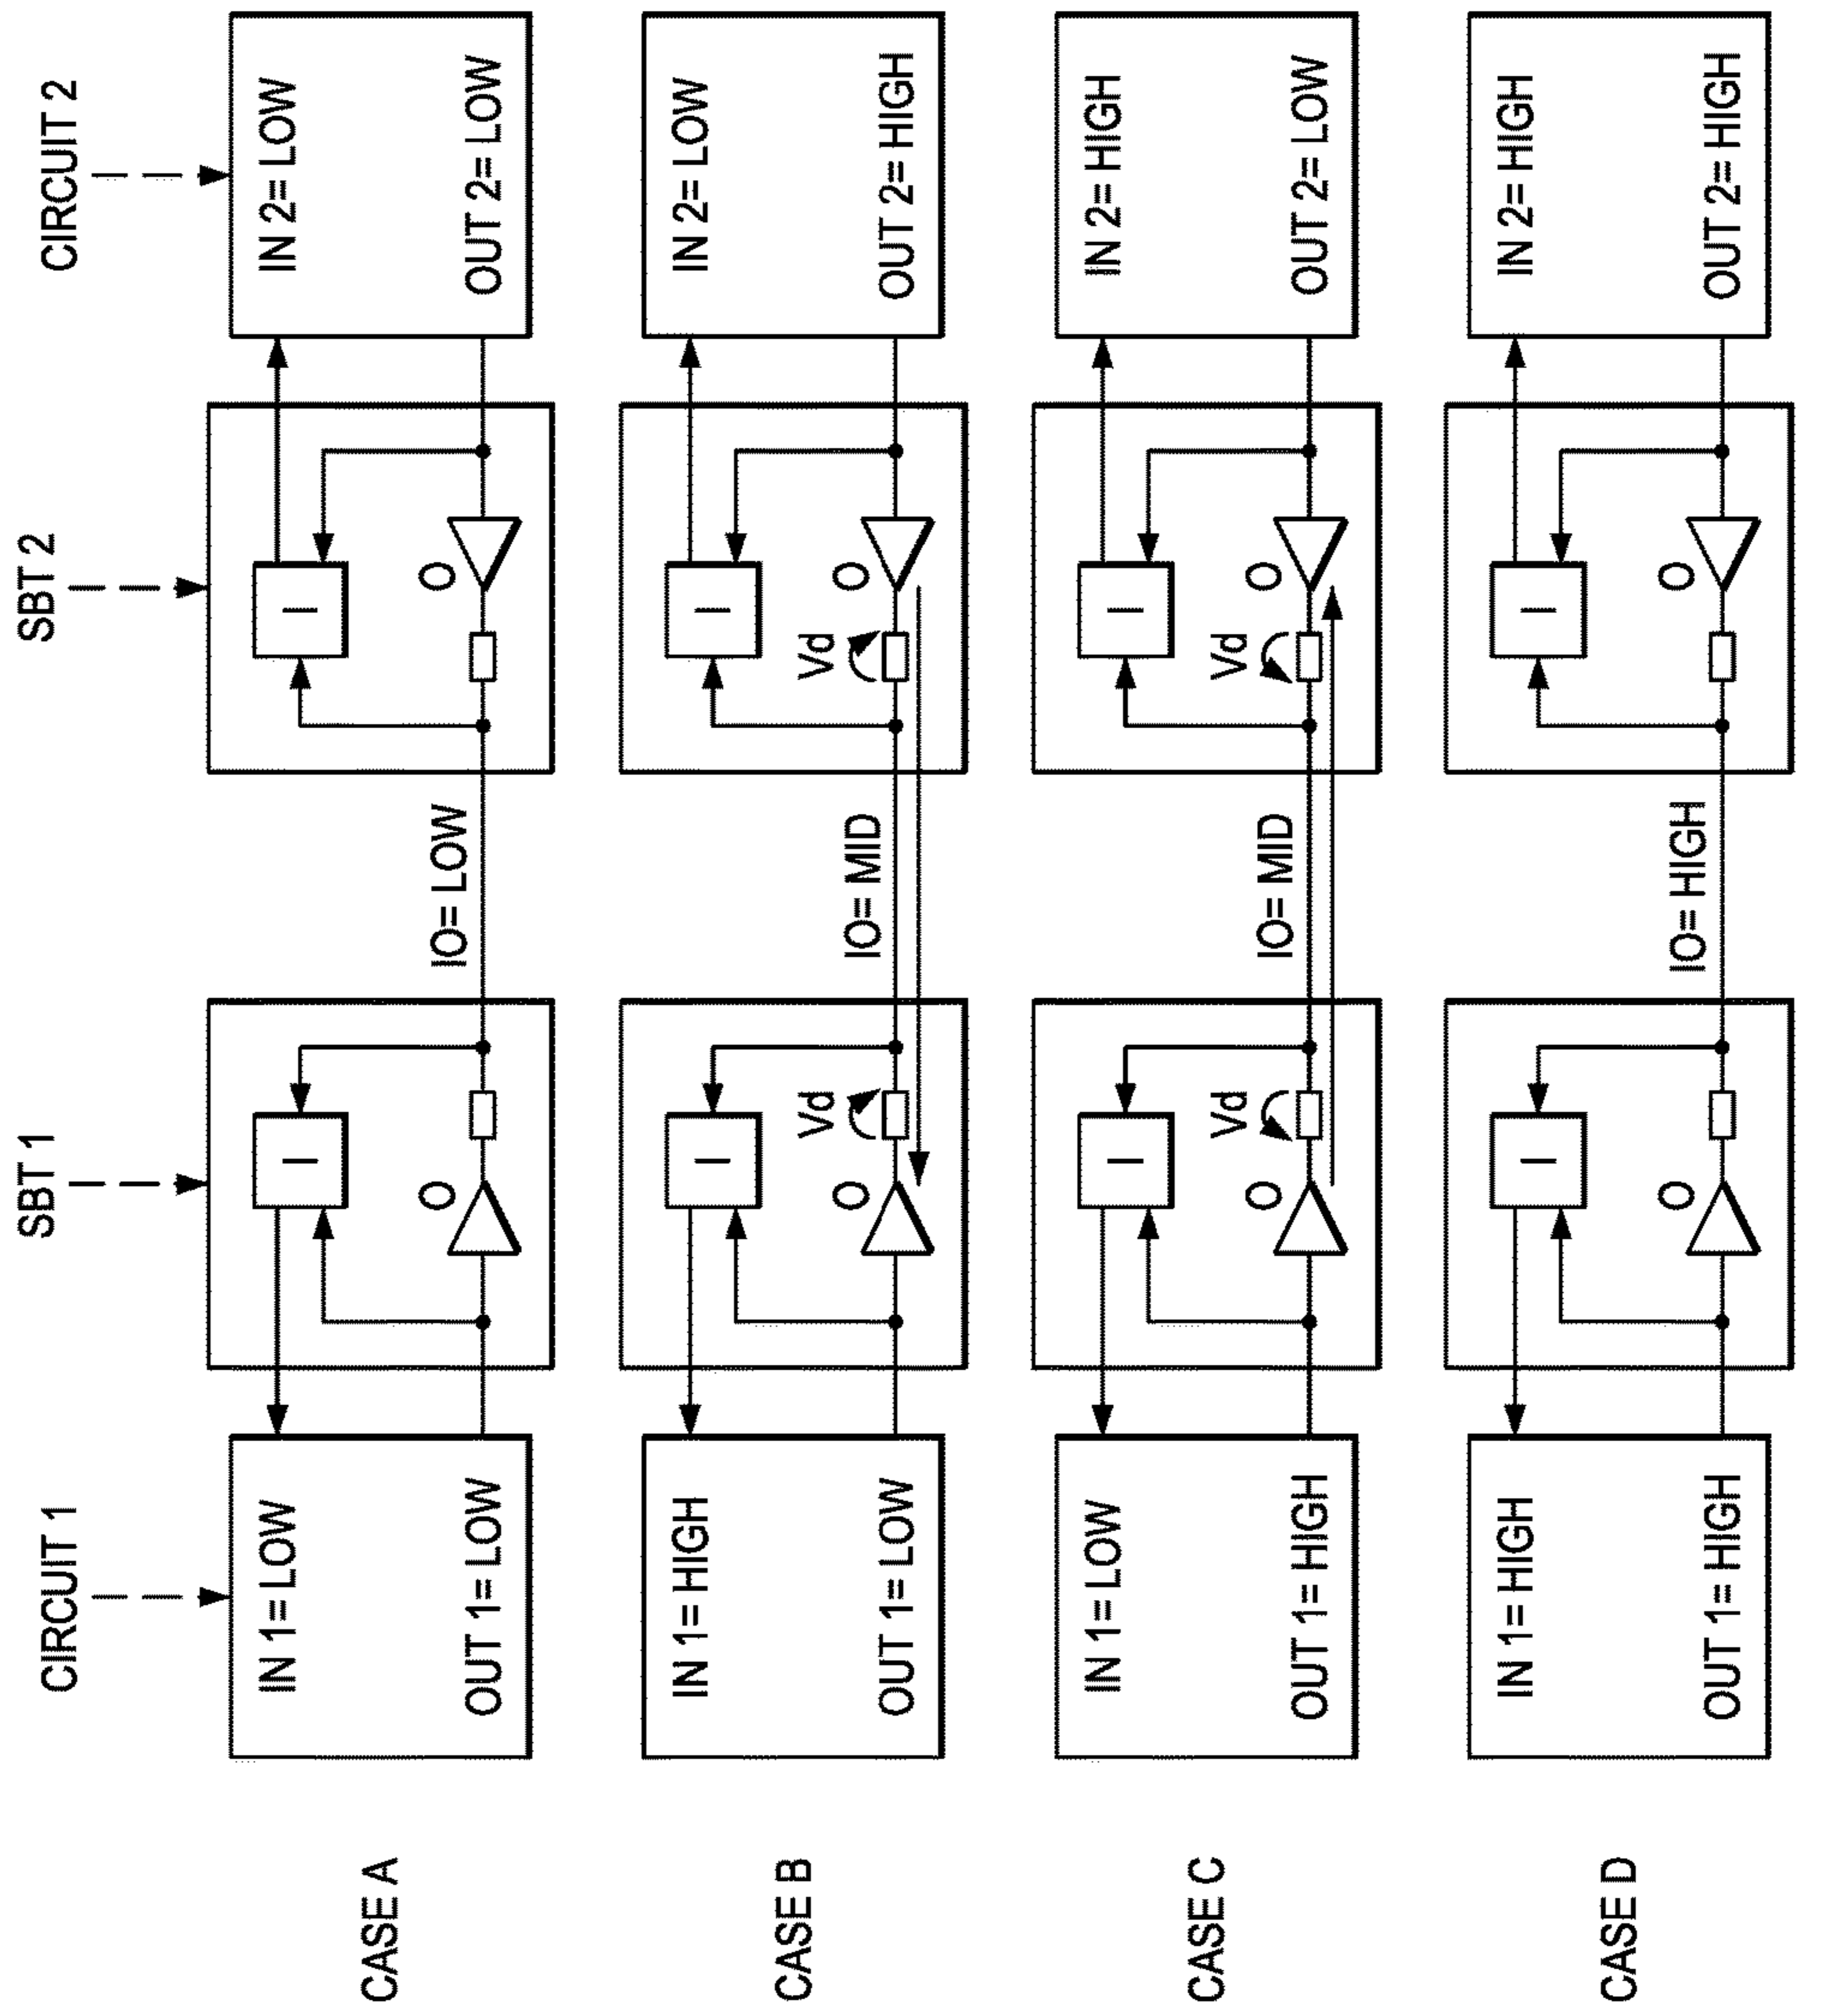 CIRCUIT 1
SBT 1
SBT 2
CIRCUIT 2
CASE A
IN 1= LOW
OUT 1= LOW
I
O
IO= LOW
I
O
IN 2= LOW
OUT 2= LOW
CASE B
IN 1= HIGH
OUT 1= LOW
I
O
Vd
IO= MID
I
Vd
O
IN 2= LOW
OUT 2= HIGH
CASE C
IN 1= LOW
OUT 1= HIGH
I
O
Vd
IO= MID
I
Vd
O
IN 2= HIGH
OUT 2= LOW
CASE D
IN 1= HIGH
OUT 1= HIGH
I
O
IO= HIGH
I
O
IN 2= HIGH
OUT 2= HIGH